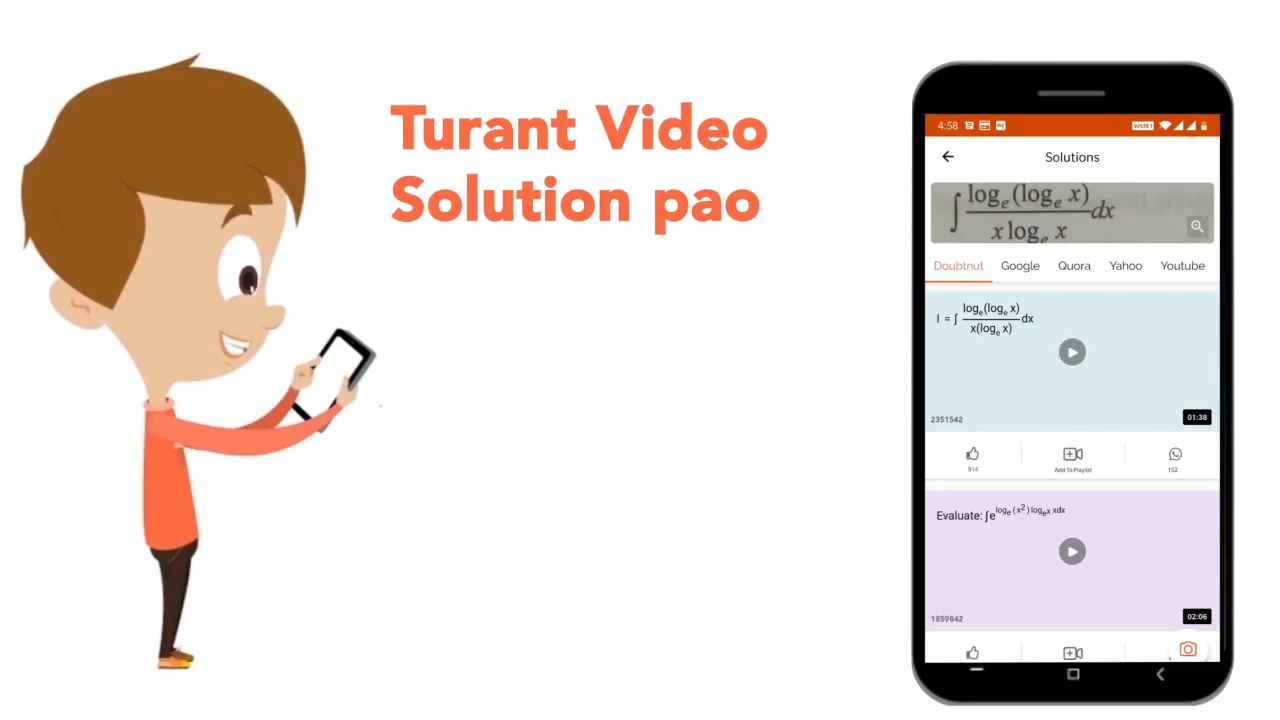 Turant Video
Solution pao
4:58
VoLTE1
Solutions
∫ logₑ(logₑ x) / x logₑ x dx
Doubtnut Google Quora Yahoo Youtube
I = ∫ logₑ(logₑ x) / x(logₑ x) dx
2351542 01:38
914 Add To Playlist 152
Evaluate: ∫e^logₑ(x²)logₑx xdx
1859842 02:06